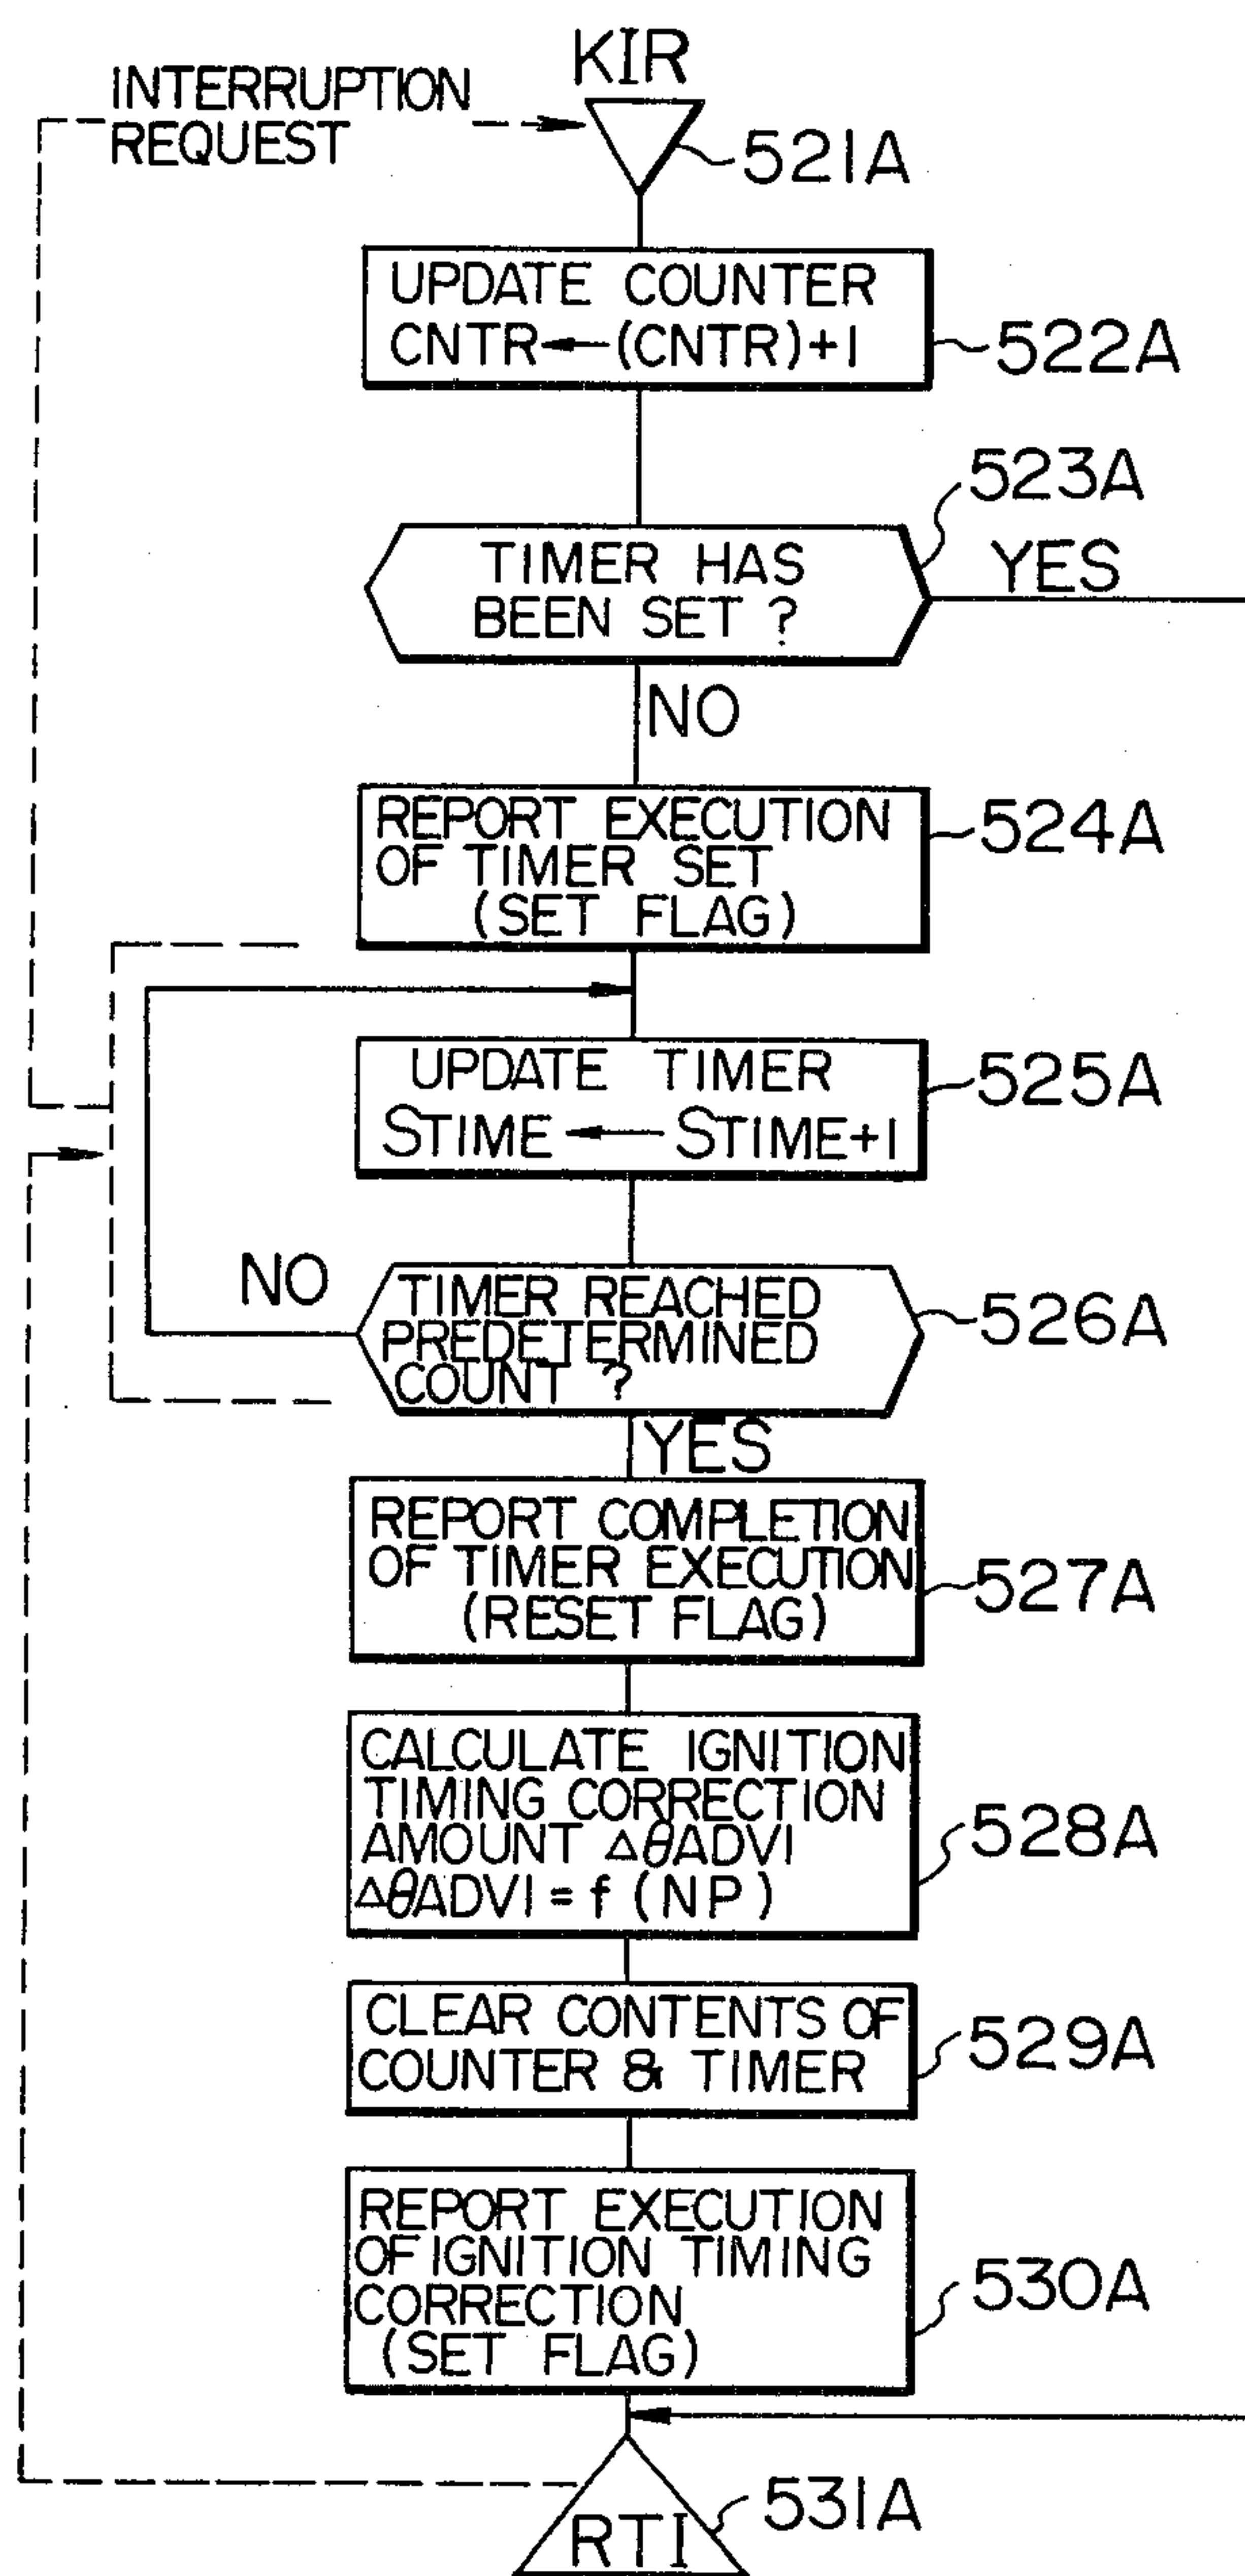 KIR
INTERRUPTION
REQUEST
521A
UPDATE COUNTER
CNTR←(CNTR)+1
522A
523A
TIMER HAS
BEEN SET ?
YES
NO
REPORT EXECUTION
OF TIMER SET
(SET FLAG)
524A
UPDATE TIMER
STIME ← STIME+1
525A
NO
TIMER REACHED
PREDETERMINED
COUNT ?
526A
YES
REPORT COMPLETION
OF TIMER EXECUTION
(RESET FLAG)
527A
CALCULATE IGNITION
TIMING CORRECTION
AMOUNT ΔθADVI
ΔθADVI = f (NP)
528A
CLEAR CONTENTS OF
COUNTER & TIMER
529A
REPORT EXECUTION
OF IGNITION TIMING
CORRECTION
(SET FLAG)
530A
RTI
531A